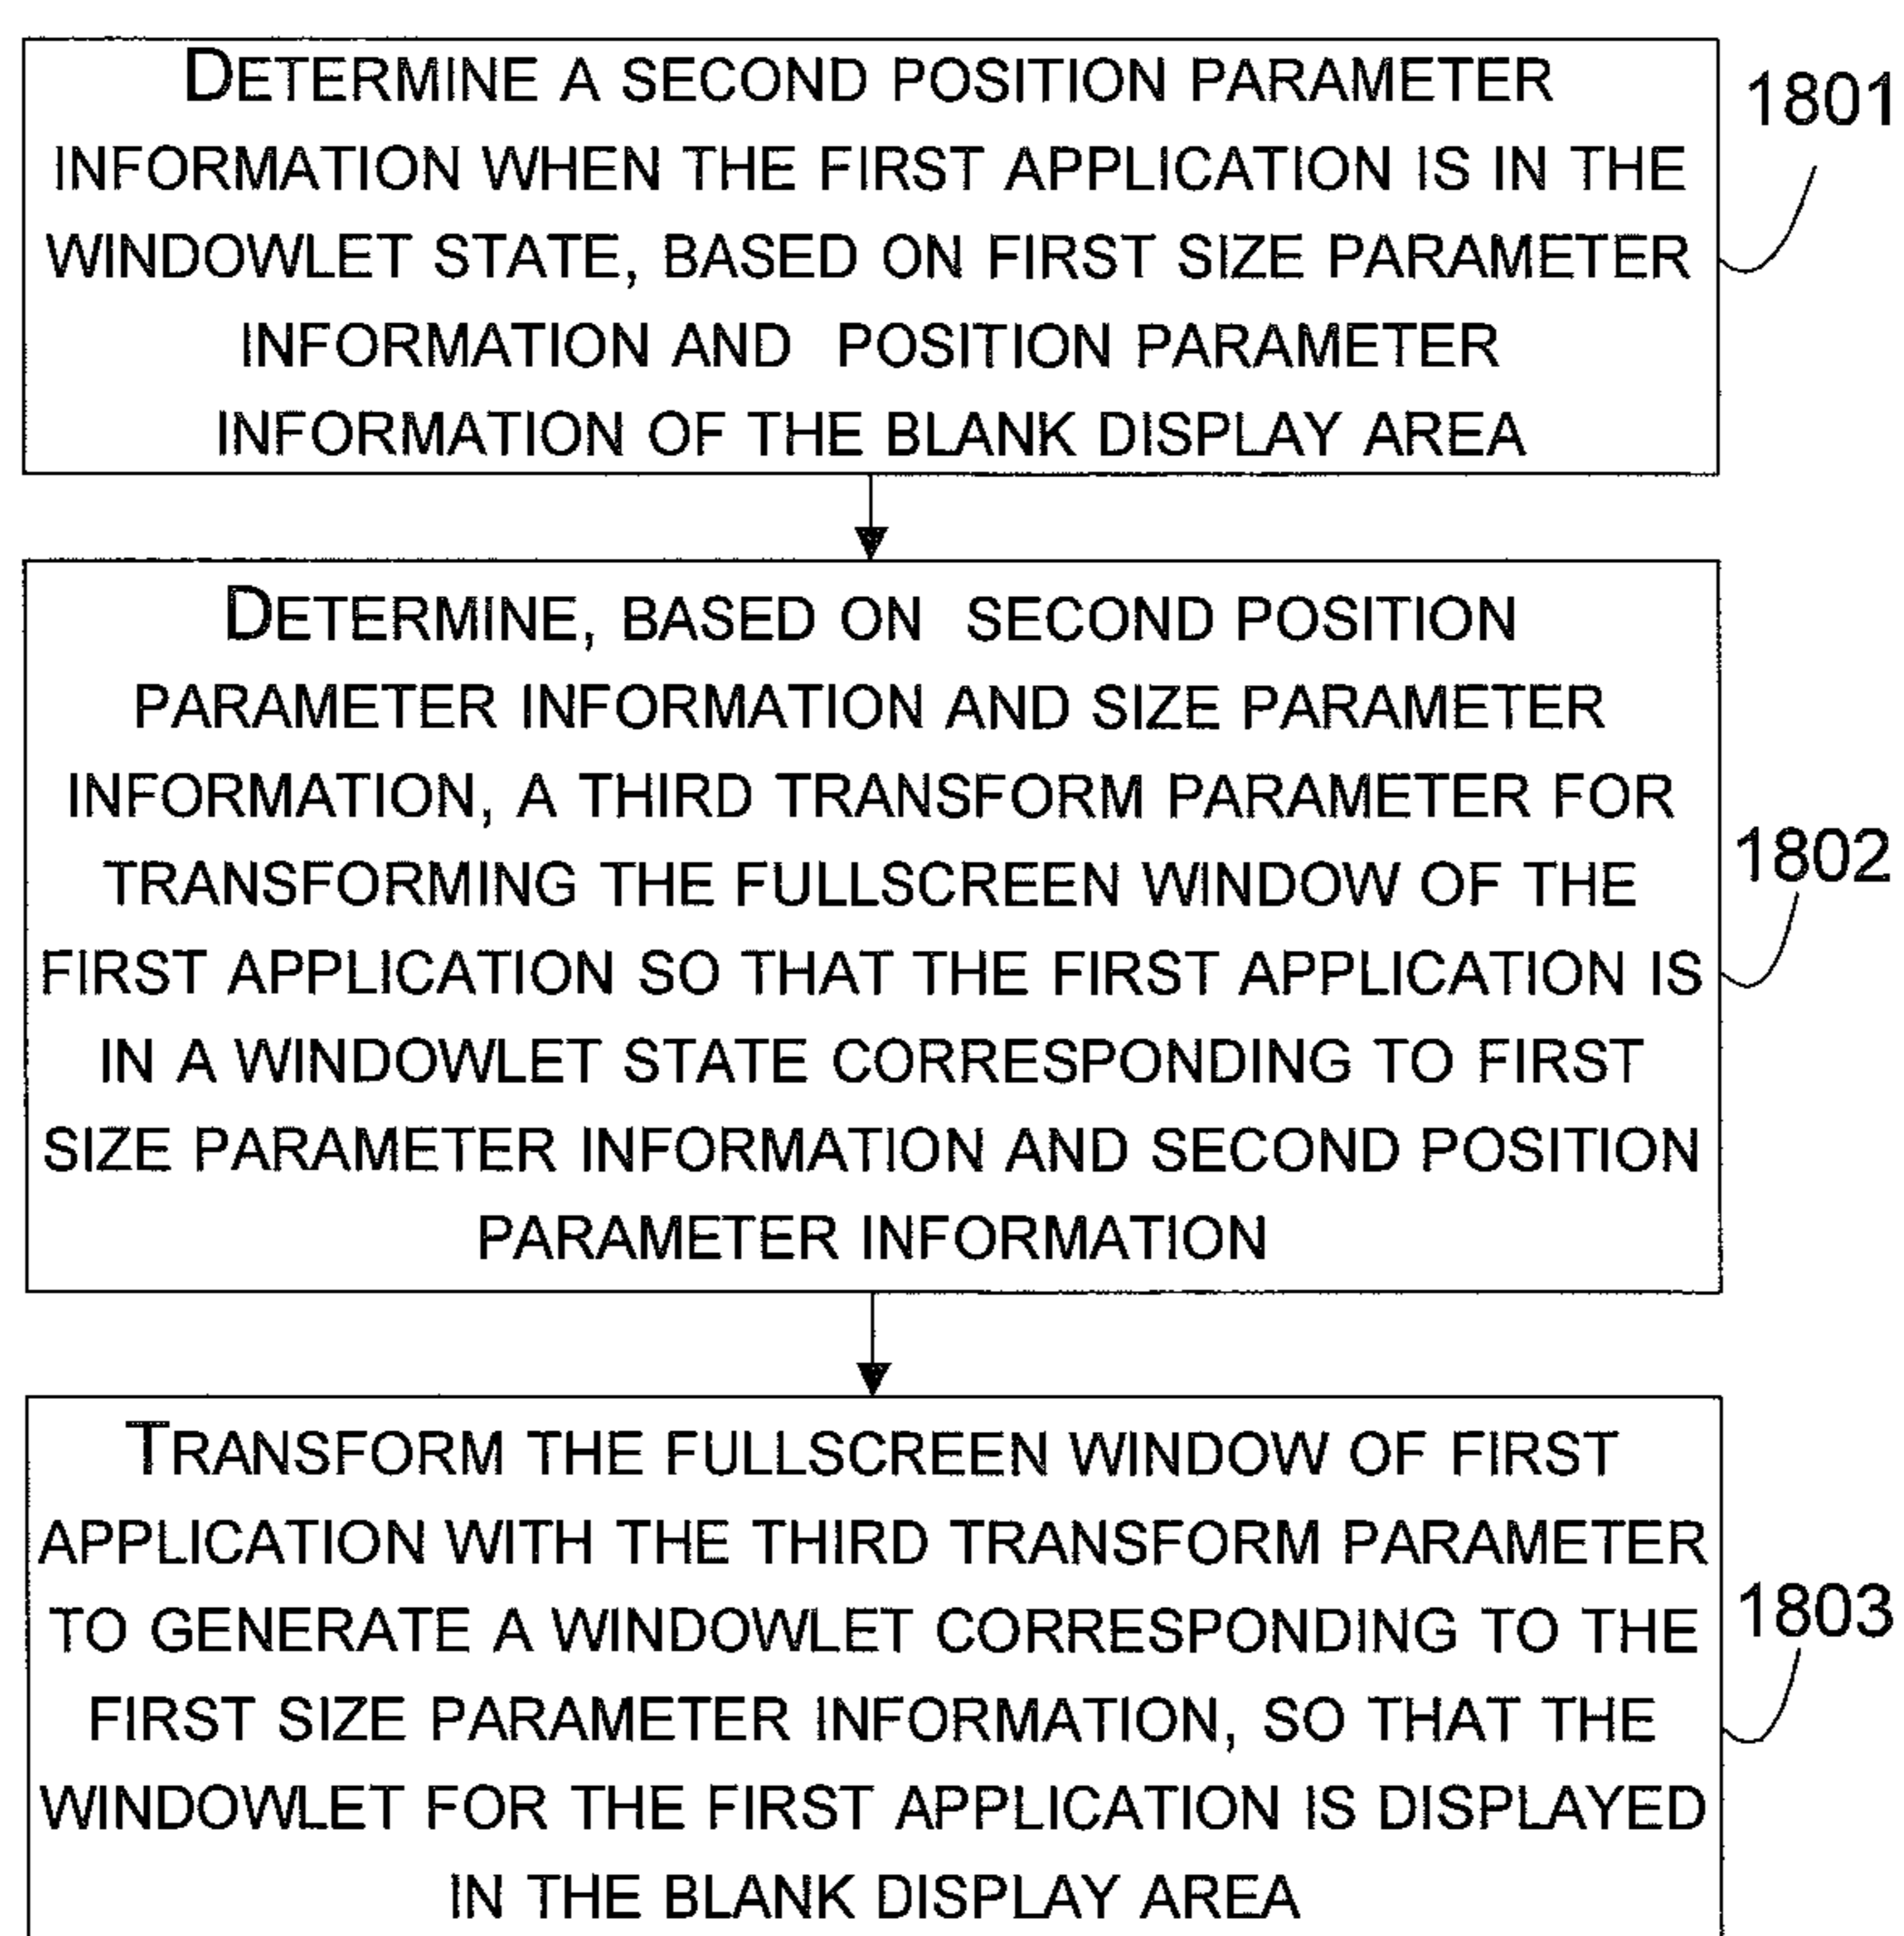 DETERMINE A SECOND POSITION PARAMETER
INFORMATION WHEN THE FIRST APPLICATION IS IN THE
WINDOWLET STATE, BASED ON FIRST SIZE PARAMETER
INFORMATION AND POSITION PARAMETER
INFORMATION OF THE BLANK DISPLAY AREA
1801
DETERMINE, BASED ON SECOND POSITION
PARAMETER INFORMATION AND SIZE PARAMETER
INFORMATION, A THIRD TRANSFORM PARAMETER FOR
TRANSFORMING THE FULLSCREEN WINDOW OF THE
FIRST APPLICATION SO THAT THE FIRST APPLICATION IS
IN A WINDOWLET STATE CORRESPONDING TO FIRST
SIZE PARAMETER INFORMATION AND SECOND POSITION
PARAMETER INFORMATION
1802
TRANSFORM THE FULLSCREEN WINDOW OF FIRST
APPLICATION WITH THE THIRD TRANSFORM PARAMETER
TO GENERATE A WINDOWLET CORRESPONDING TO THE
FIRST SIZE PARAMETER INFORMATION, SO THAT THE
WINDOWLET FOR THE FIRST APPLICATION IS DISPLAYED
IN THE BLANK DISPLAY AREA
1803